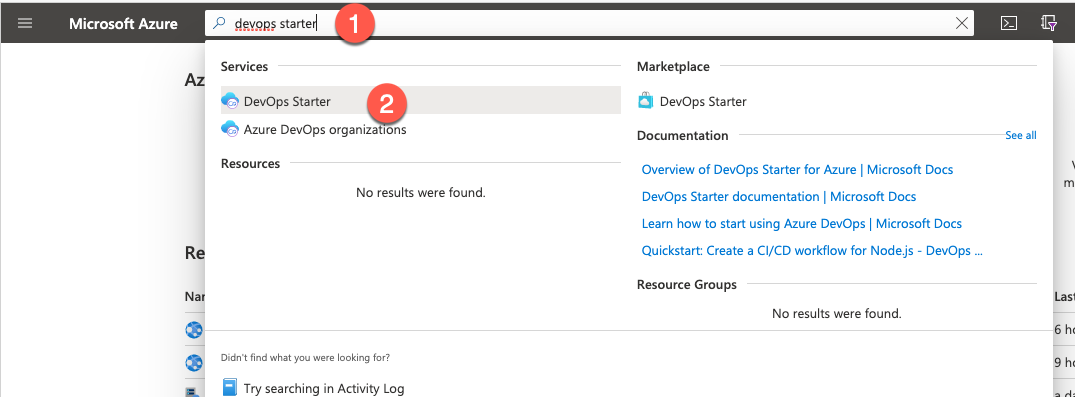 Microsoft Azure
devops starter
1
Az
Services
DevOps Starter
2
Azure DevOps organizations
Resources
No results were found.
Marketplace
DevOps Starter
Documentation
See all
Overview of DevOps Starter for Azure | Microsoft Docs
DevOps Starter documentation | Microsoft Docs
Learn how to start using Azure DevOps | Microsoft Docs
Quickstart: Create a CI/CD workflow for Node.js - DevOps ...
Resource Groups
No results were found.
Re
Nar
Last
6 h
9 ho
a da
Didn't find what you were looking for?
Try searching in Activity Log